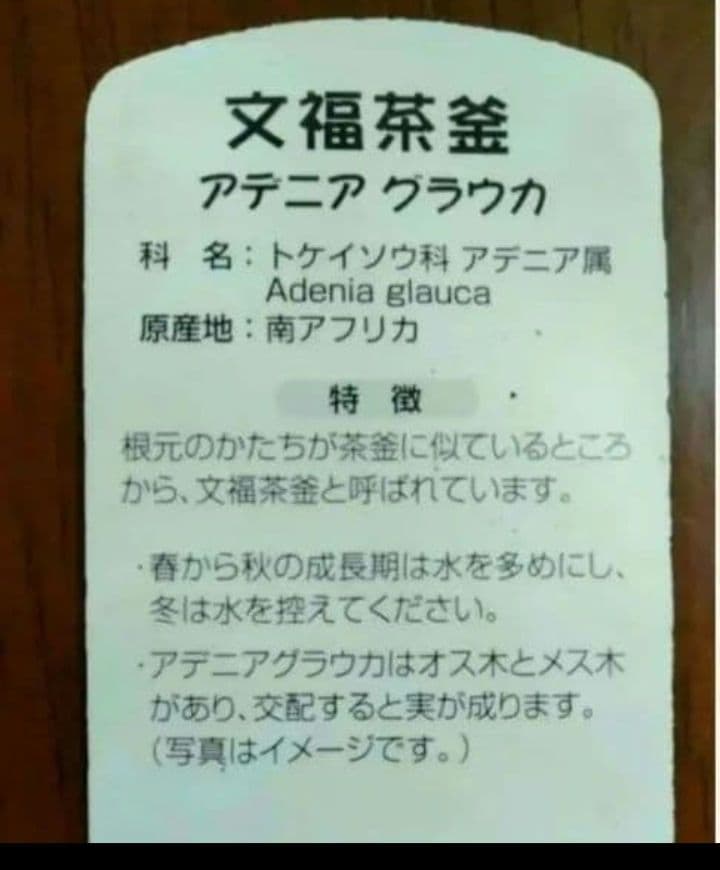 文福茶釜
アデニア グラウカ
科　名：トケイソウ科 アデニア属
Adenia glauca
原産地：南アフリカ
特　徴
根元のかたちが茶釜に似ているところ
から、文福茶釜と呼ばれています。
・春から秋の成長期は水を多めにし、
冬は水を控えてください。
・アデニアグラウカはオス木とメス木
があり、交配すると実が成ります。
（写真はイメージです。）